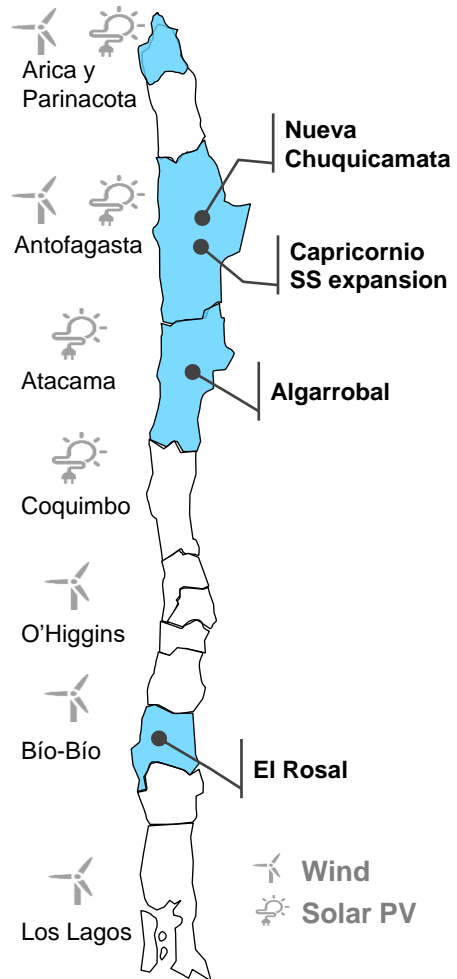 Arica y
Parinacota
Nueva
Chuquicamata
Antofagasta
Capricornio
SS expansion
Atacama
Algarrobal
Coquimbo
O’Higgins
Bío-Bío
El Rosal
Wind
Solar PV
Los Lagos